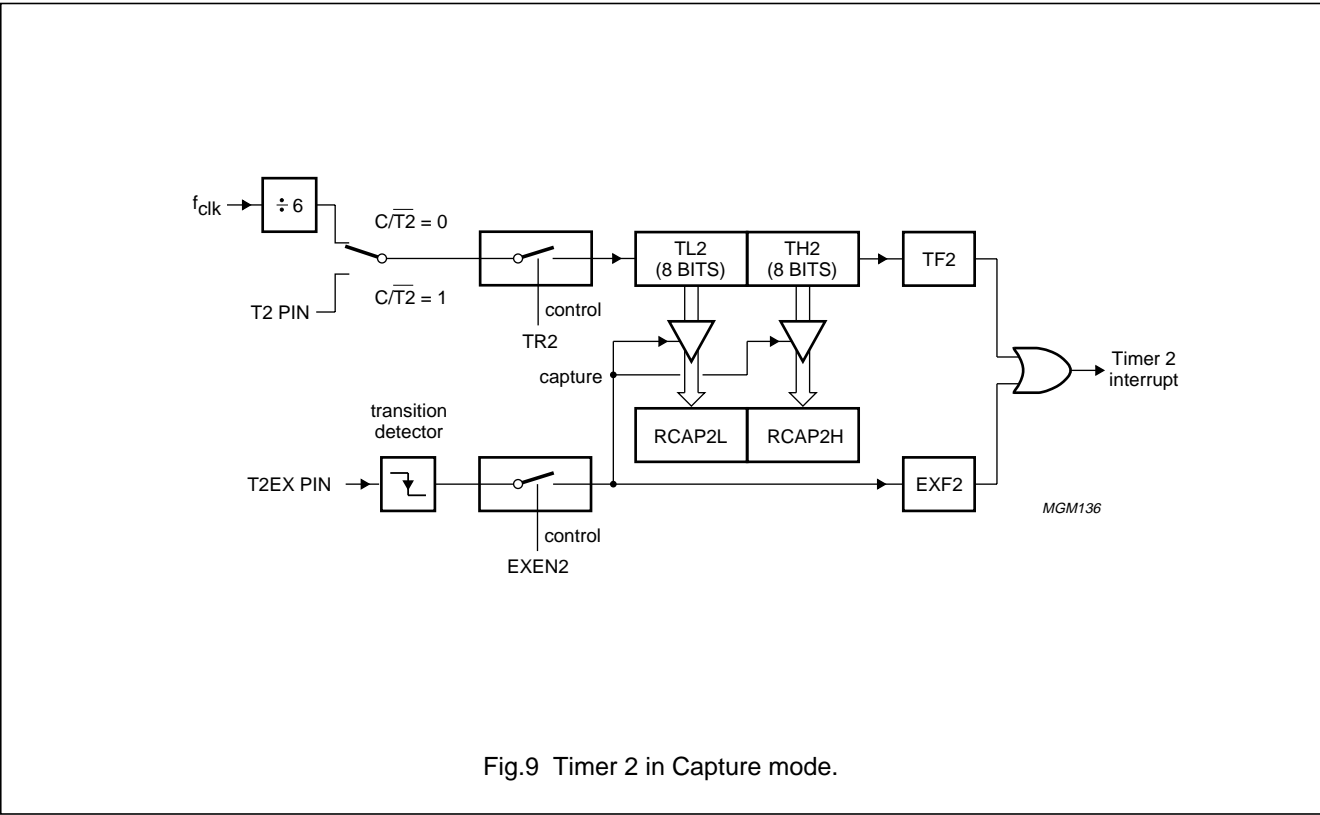 fclk
÷ 6
C/T2 = 0
C/T2 = 1
T2 PIN
control
TR2
TL2
(8 BITS)
TH2
(8 BITS)
TF2
capture
RCAP2L
RCAP2H
Timer 2
interrupt
transition
detector
T2EX PIN
control
EXEN2
EXF2
MGM136
Fig.9 Timer 2 in Capture mode.